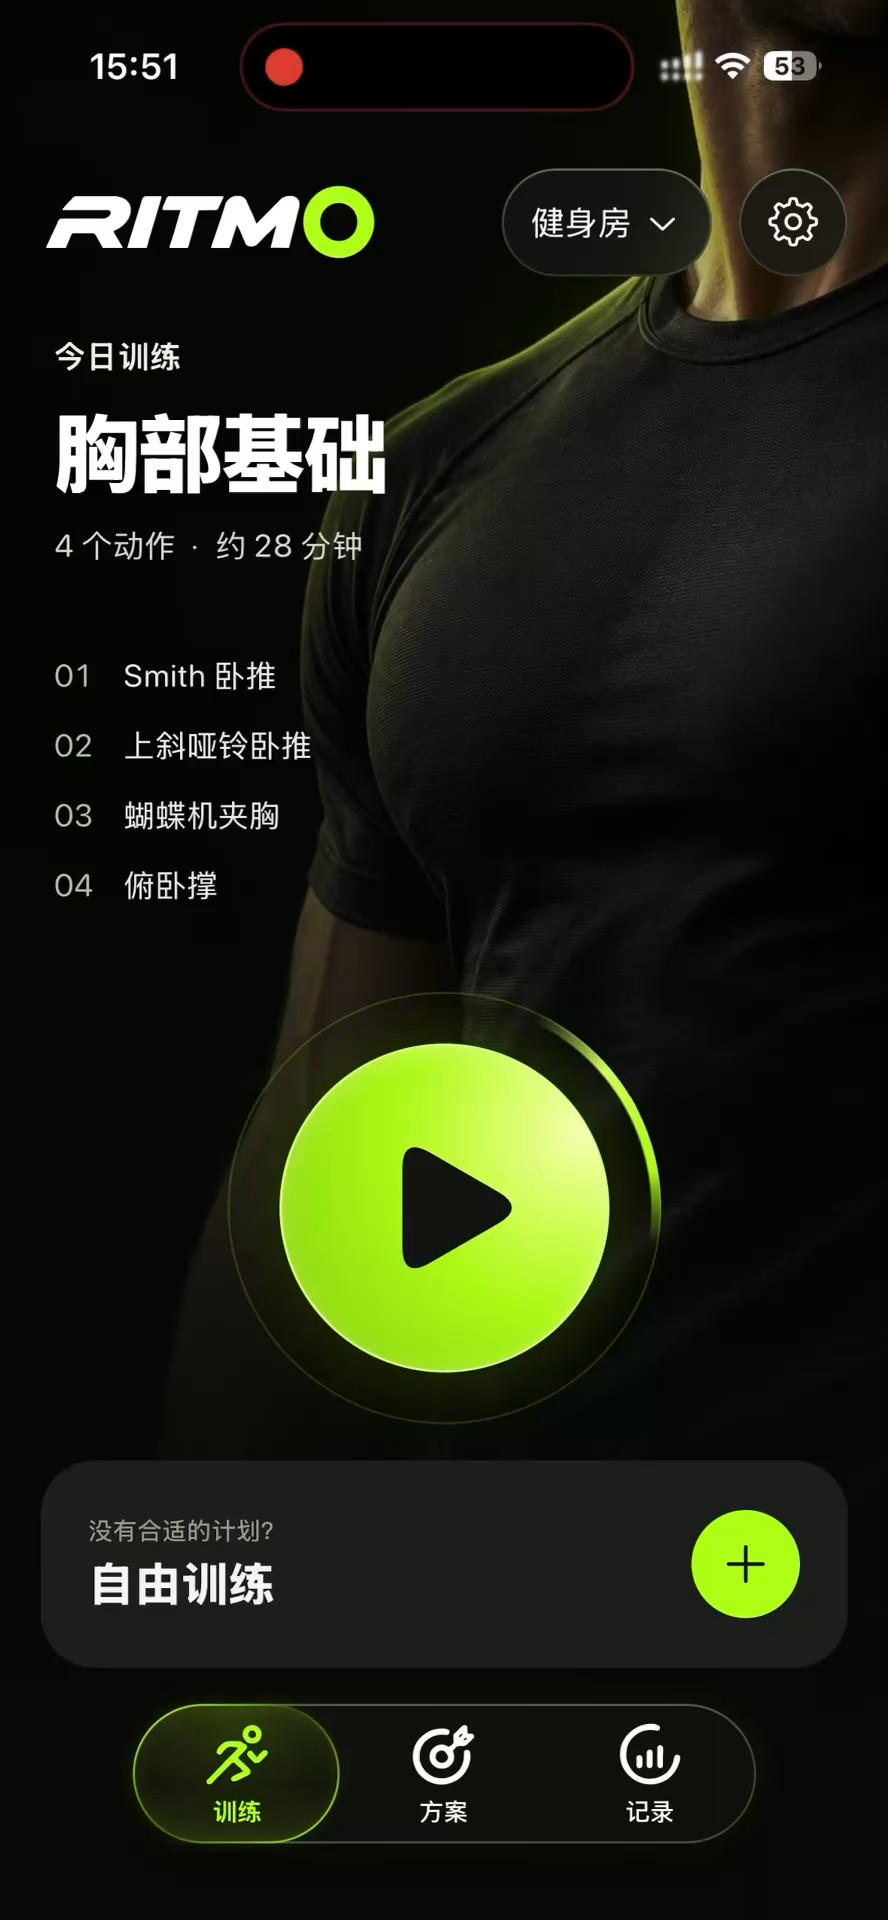 15:51
53
RITMO
健身房
今日训练
胸部基础
4 个动作 · 约 28 分钟
01 Smith 卧推
02 上斜哑铃卧推
03 蝴蝶机夹胸
04 俯卧撑
没有合适的计划?
自由训练
训练 方案 记录